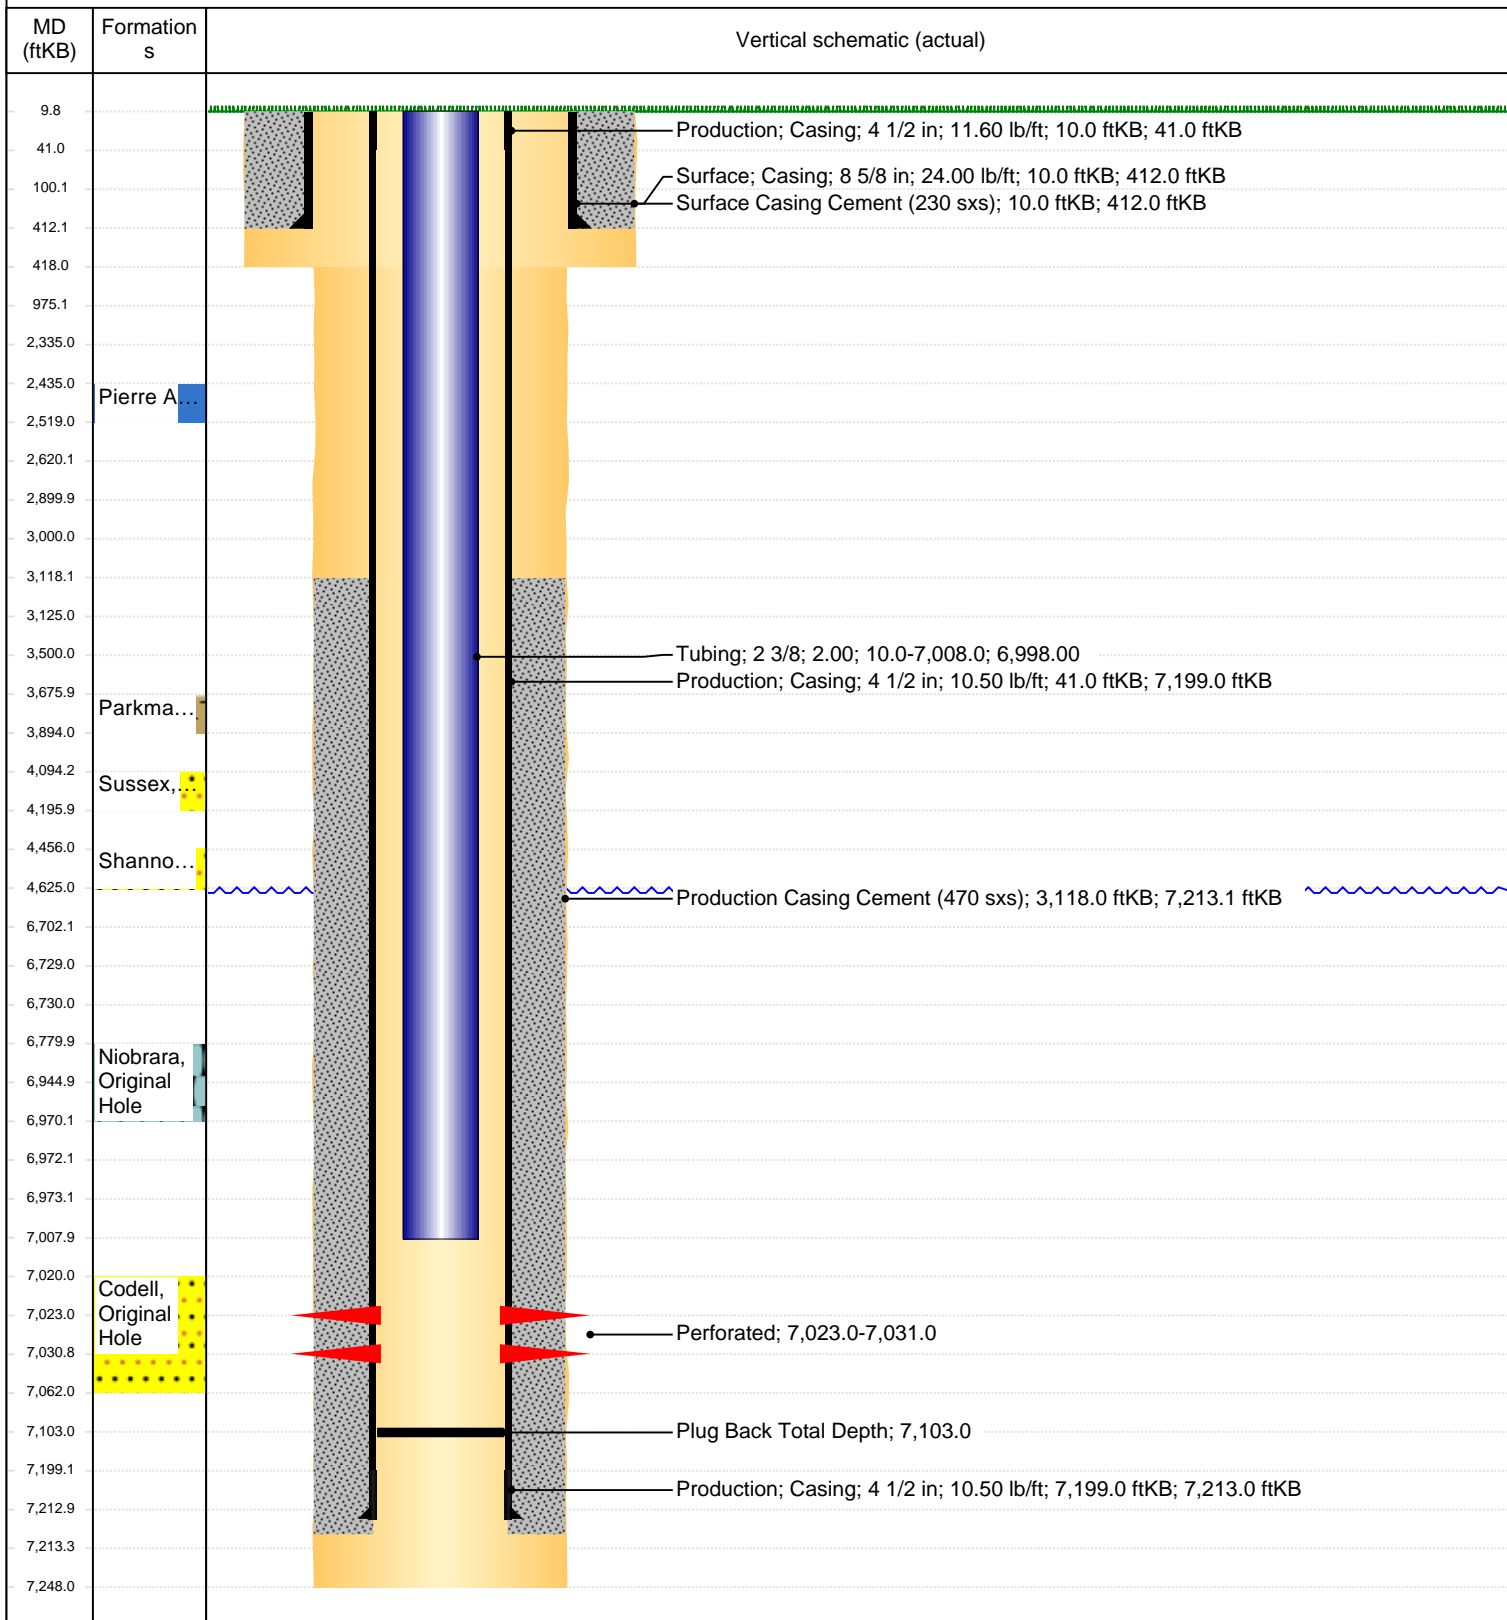 MD
(ftKB)
Formation
s
Vertical schematic (actual)
9.8
41.0
100.1
412.1
418.0
975.1
2,335.0
2,435.0
2,519.0
2,620.1
2,899.9
3,000.0
3,118.1
3,125.0
3,500.0
3,675.9
3,894.0
4,094.2
4,195.9
4,456.0
4,625.0
6,702.1
6,729.0
6,730.0
6,779.9
6,944.9
6,970.1
6,972.1
6,973.1
7,007.9
7,020.0
7,023.0
7,030.8
7,062.0
7,103.0
7,199.1
7,212.9
7,213.3
7,248.0
Pierre A...
Parkma...
Sussex,...
Shanno...
Niobrara,
Original
Hole
Codell,
Original
Hole
Production; Casing; 4 1/2 in; 11.60 lb/ft; 10.0 ftKB; 41.0 ftKB
Surface; Casing; 8 5/8 in; 24.00 lb/ft; 10.0 ftKB; 412.0 ftKB
Surface Casing Cement (230 sxs); 10.0 ftKB; 412.0 ftKB
Tubing; 2 3/8; 2.00; 10.0-7,008.0; 6,998.00
Production; Casing; 4 1/2 in; 10.50 lb/ft; 41.0 ftKB; 7,199.0 ftKB
Production Casing Cement (470 sxs); 3,118.0 ftKB; 7,213.1 ftKB
Perforated; 7,023.0-7,031.0
Plug Back Total Depth; 7,103.0
Production; Casing; 4 1/2 in; 10.50 lb/ft; 7,199.0 ftKB; 7,213.0 ftKB